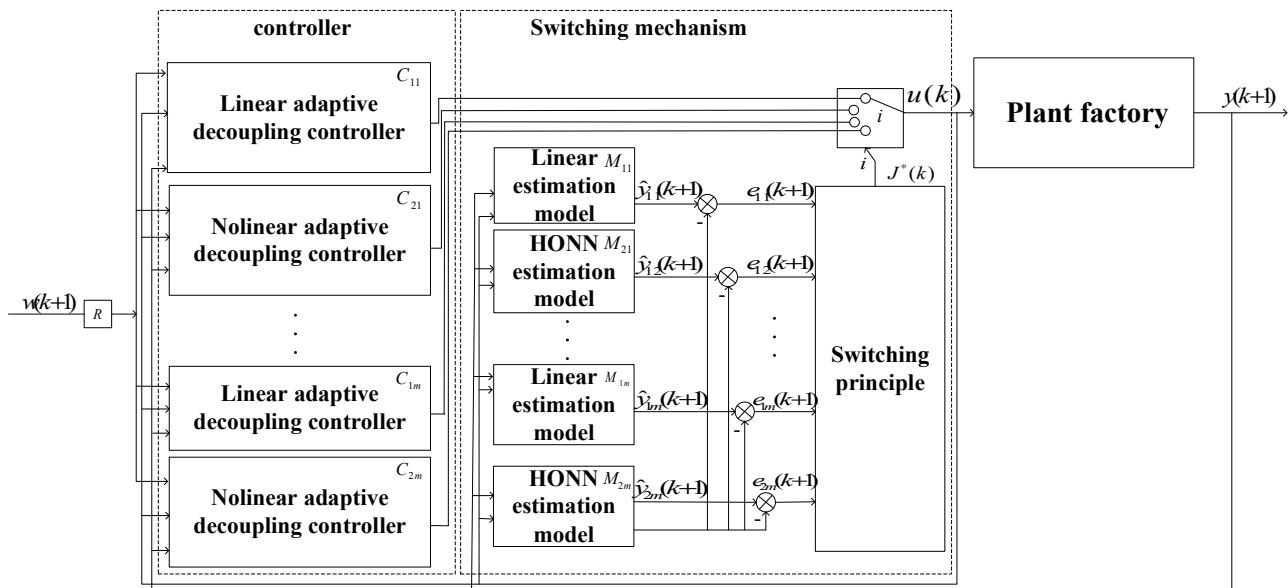 controller
Switching mechanism
C₁₁
Linear adaptive
decoupling controller
C₂₁
Nolinear adaptive
decoupling controller
w(k+1)
R
C₁ₘ
Linear adaptive
decoupling controller
C₂ₘ
Nolinear adaptive
decoupling controller
Linear M₁₁
estimation
model
ŷ₁₁(k+1)
-
e₁₁(k+1)
HONN M₂₁
estimation
model
ŷ₁₂(k+1)
-
e₁₂(k+1)
Linear M₁ₘ
estimation
model
ŷ₁ₘ(k+1)
-
e₁ₘ(k+1)
HONN M₂ₘ
estimation
model
ŷ₂ₘ(k+1)
-
e₂ₘ(k+1)
Switching
principle
i
i
J*(k)
u(k)
Plant factory
y(k+1)